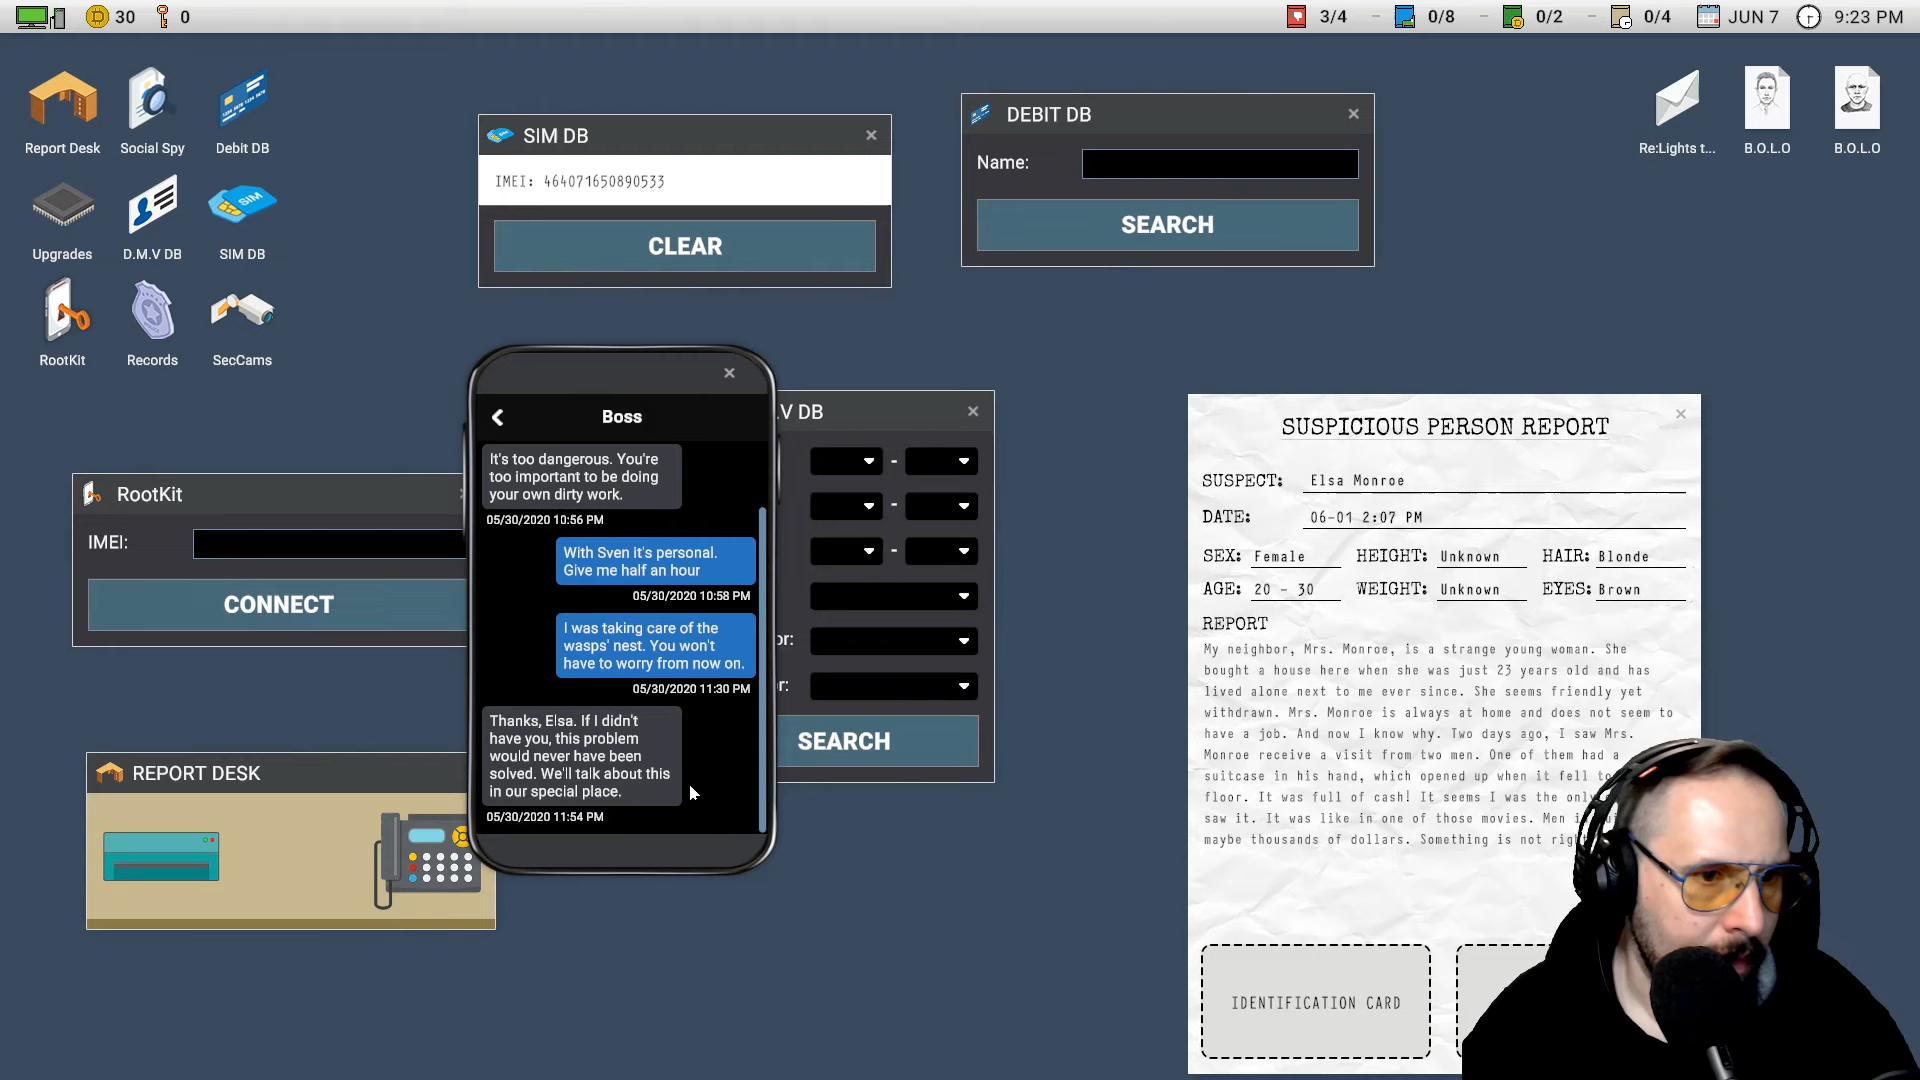 30
0
3/4
0/8
0/2
0/4
JUN 7
9:23 PM
Report Desk
Social Spy
Debit DB
Upgrades
D.M.V DB
SIM DB
RootKit
Records
SecCams
Re:Lights t...
B.O.L.O
B.O.L.O
SIM DB
IMEI: 464071650890533
CLEAR
DEBIT DB
Name:
SEARCH
Boss
It's too dangerous. You're
too important to be doing
your own dirty work.
05/30/2020 10:56 PM
With Sven it's personal.
Give me half an hour
05/30/2020 10:58 PM
I was taking care of the
wasps' nest. You won't
have to worry from now on.
05/30/2020 11:30 PM
Thanks, Elsa. If I didn't
have you, this problem
would never have been
solved. We'll talk about this
in our special place.
05/30/2020 11:54 PM
.V DB
-
-
-
or:
r:
SEARCH
RootKit
IMEI:
CONNECT
REPORT DESK
SUSPICIOUS PERSON REPORT
SUSPECT: Elsa Monroe
DATE: 06-01 2:07 PM
SEX: Female HEIGHT: Unknown HAIR: Blonde
AGE: 20 - 30 WEIGHT: Unknown EYES: Brown
REPORT
My neighbor, Mrs. Monroe, is a strange young woman. She
bought a house here when she was just 23 years old and has
lived alone next to me ever since. She seems friendly yet
withdrawn. Mrs. Monroe is always at home and does not seem to
have a job. And now I know why. Two days ago, I saw Mrs.
Monroe receive a visit from two men. One of them had a
suitcase in his hand, which opened up when it fell to
floor. It was full of cash! It seems I was the only
saw it. It was like in one of those movies. Men
maybe thousands of dollars. Something is not
IDENTIFICATION CARD